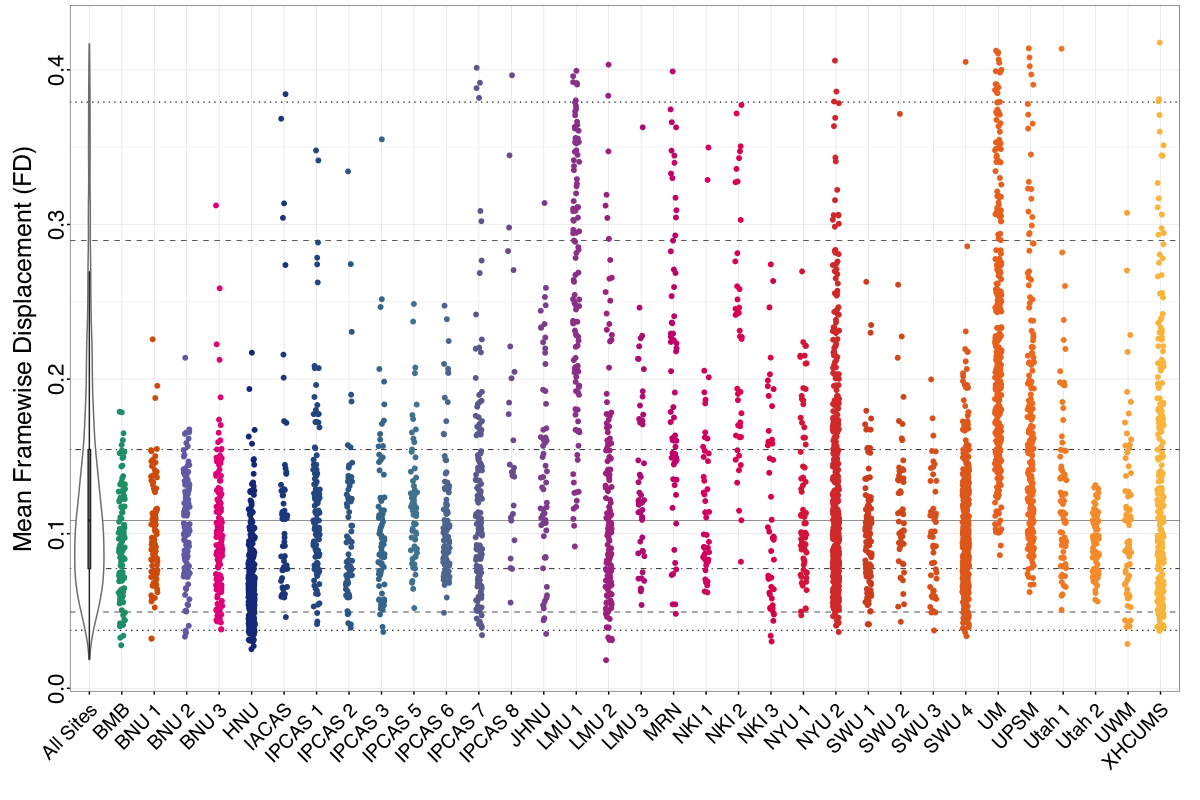 Mean Framewise Displacement (FD)
0.4
0.3
0.2
0.1
0.0
All Sites
BMB
BNU 1
BNU 2
BNU 3
HNU
IACAS
IPCAS 1
IPCAS 2
IPCAS 3
IPCAS 5
IPCAS 6
IPCAS 7
IPCAS 8
JHNU
LMU 1
LMU 2
LMU 3
MRN
NKI 1
NKI 2
NKI 3
NYU 1
NYU 2
SWU 1
SWU 2
SWU 3
SWU 4
UM
UPSM
Utah 1
Utah 2
UWM
XHCUMS